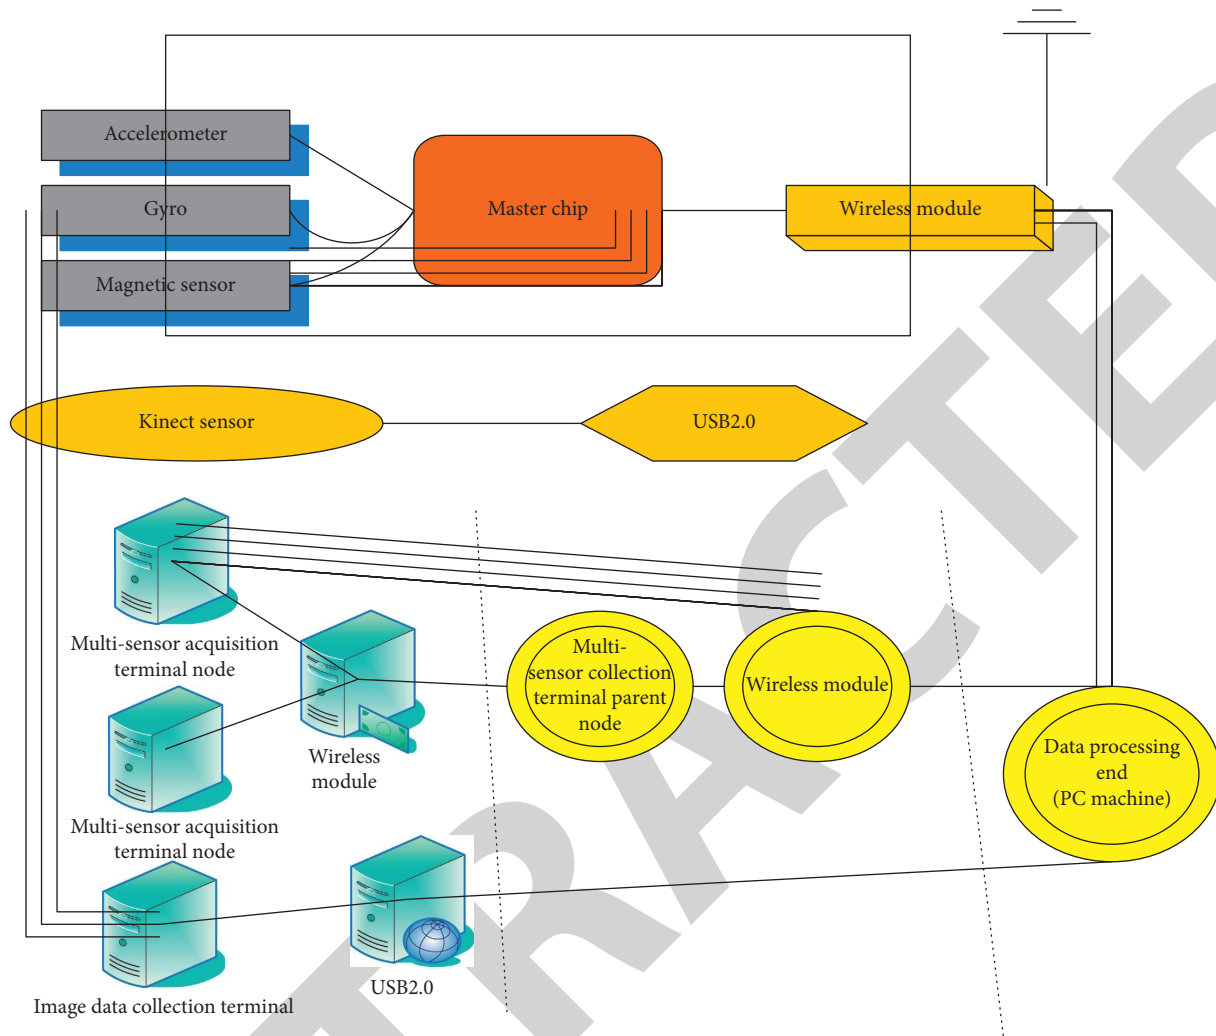 Accelerometer
Gyro
Magnetic sensor
Master chip
Wireless module
Kinect sensor
USB2.0
Multi-sensor acquisition
terminal node
Multi-sensor acquisition
terminal node
Image data collection terminal
Wireless
module
USB2.0
Multi-
sensor collection
terminal parent
node
Wireless module
Data processing
end
(PC machine)
TRACTED